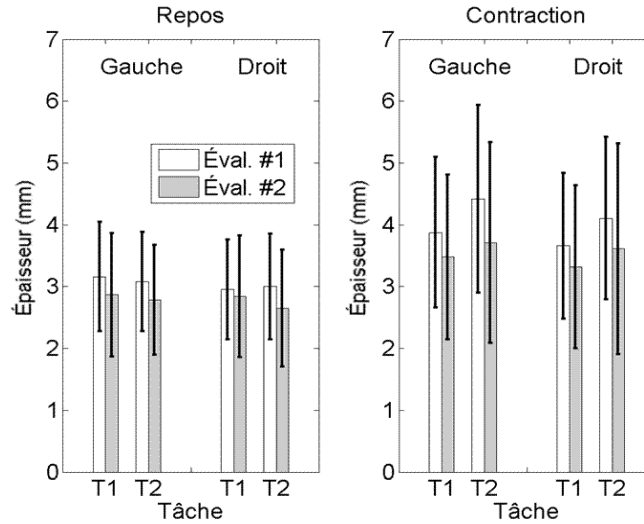 Repos
Gauche Droit
Éval. #1
Éval. #2
Épaisseur (mm)
7
6
5
4
3
2
1
0
T1 T2 T1 T2
Tâche
Contraction
Gauche Droit
Épaisseur (mm)
7
6
5
4
3
2
1
0
T1 T2 T1 T2
Tâche